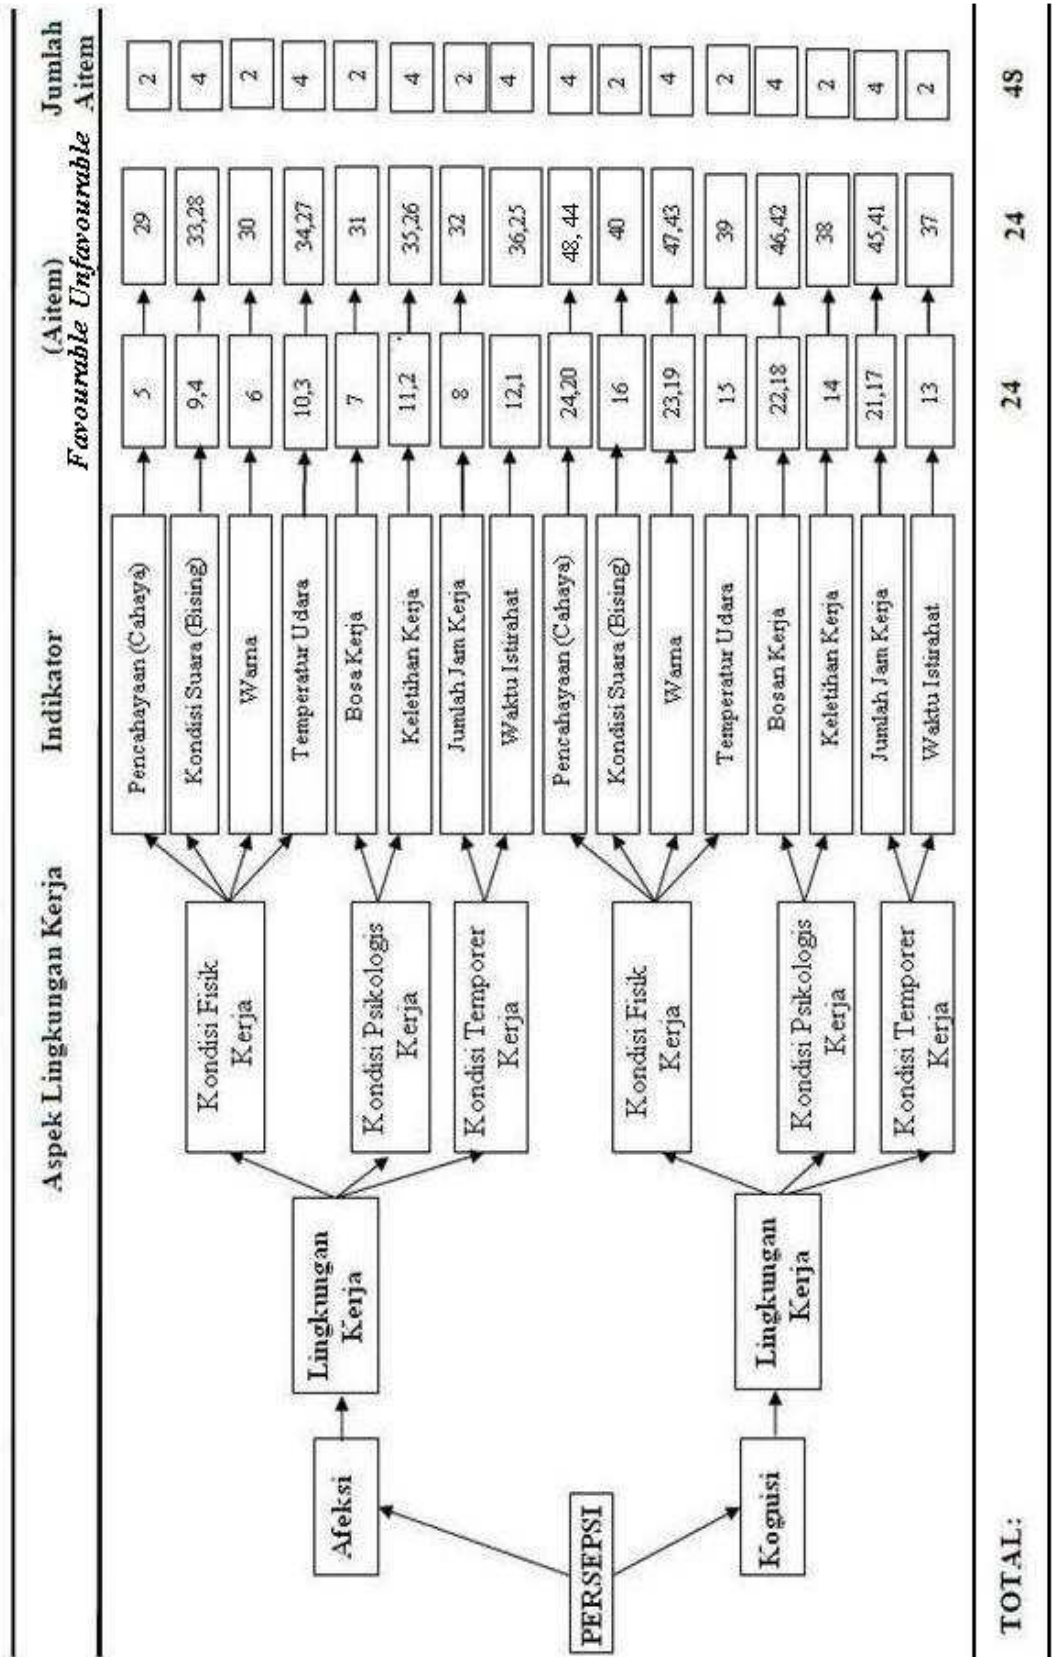 Aspek Lingkungan Kerja
Indikator
(Aitem)
Favourable Unfavourable
Jumlah
Aitem
PERSEPSI
Afeksi
Lingkungan
Kerja
Kondisi Fisik
Kerja
Pencahayaan (Cahaya)
5
29
2
Kondisi Suara (Bising)
9,4
33,28
4
Warna
6
30
2
Temperatur Udara
10,3
34,27
4
Kondisi Psikologis
Kerja
Bosa Kerja
7
31
2
Keletihan Kerja
11,2
35,26
4
Kondisi Temporer
Kerja
Jumlah Jam Kerja
8
32
2
Waktu Istirahat
12,1
36,25
4
Kognisi
Lingkungan
Kerja
Kondisi Fisik
Kerja
Pencahayaan (Cahaya)
24,20
48, 44
4
Kondisi Suara (Bising)
16
40
2
Warna
23,19
47,43
4
Temperatur Udara
15
39
2
Kondisi Psikologis
Kerja
Bosan Kerja
22,18
46,42
4
Keletihan Kerja
14
38
2
Kondisi Temporer
Kerja
Jumlah Jam Kerja
21,17
45,41
4
Waktu Istirahat
13
37
2
TOTAL:
24
24
48